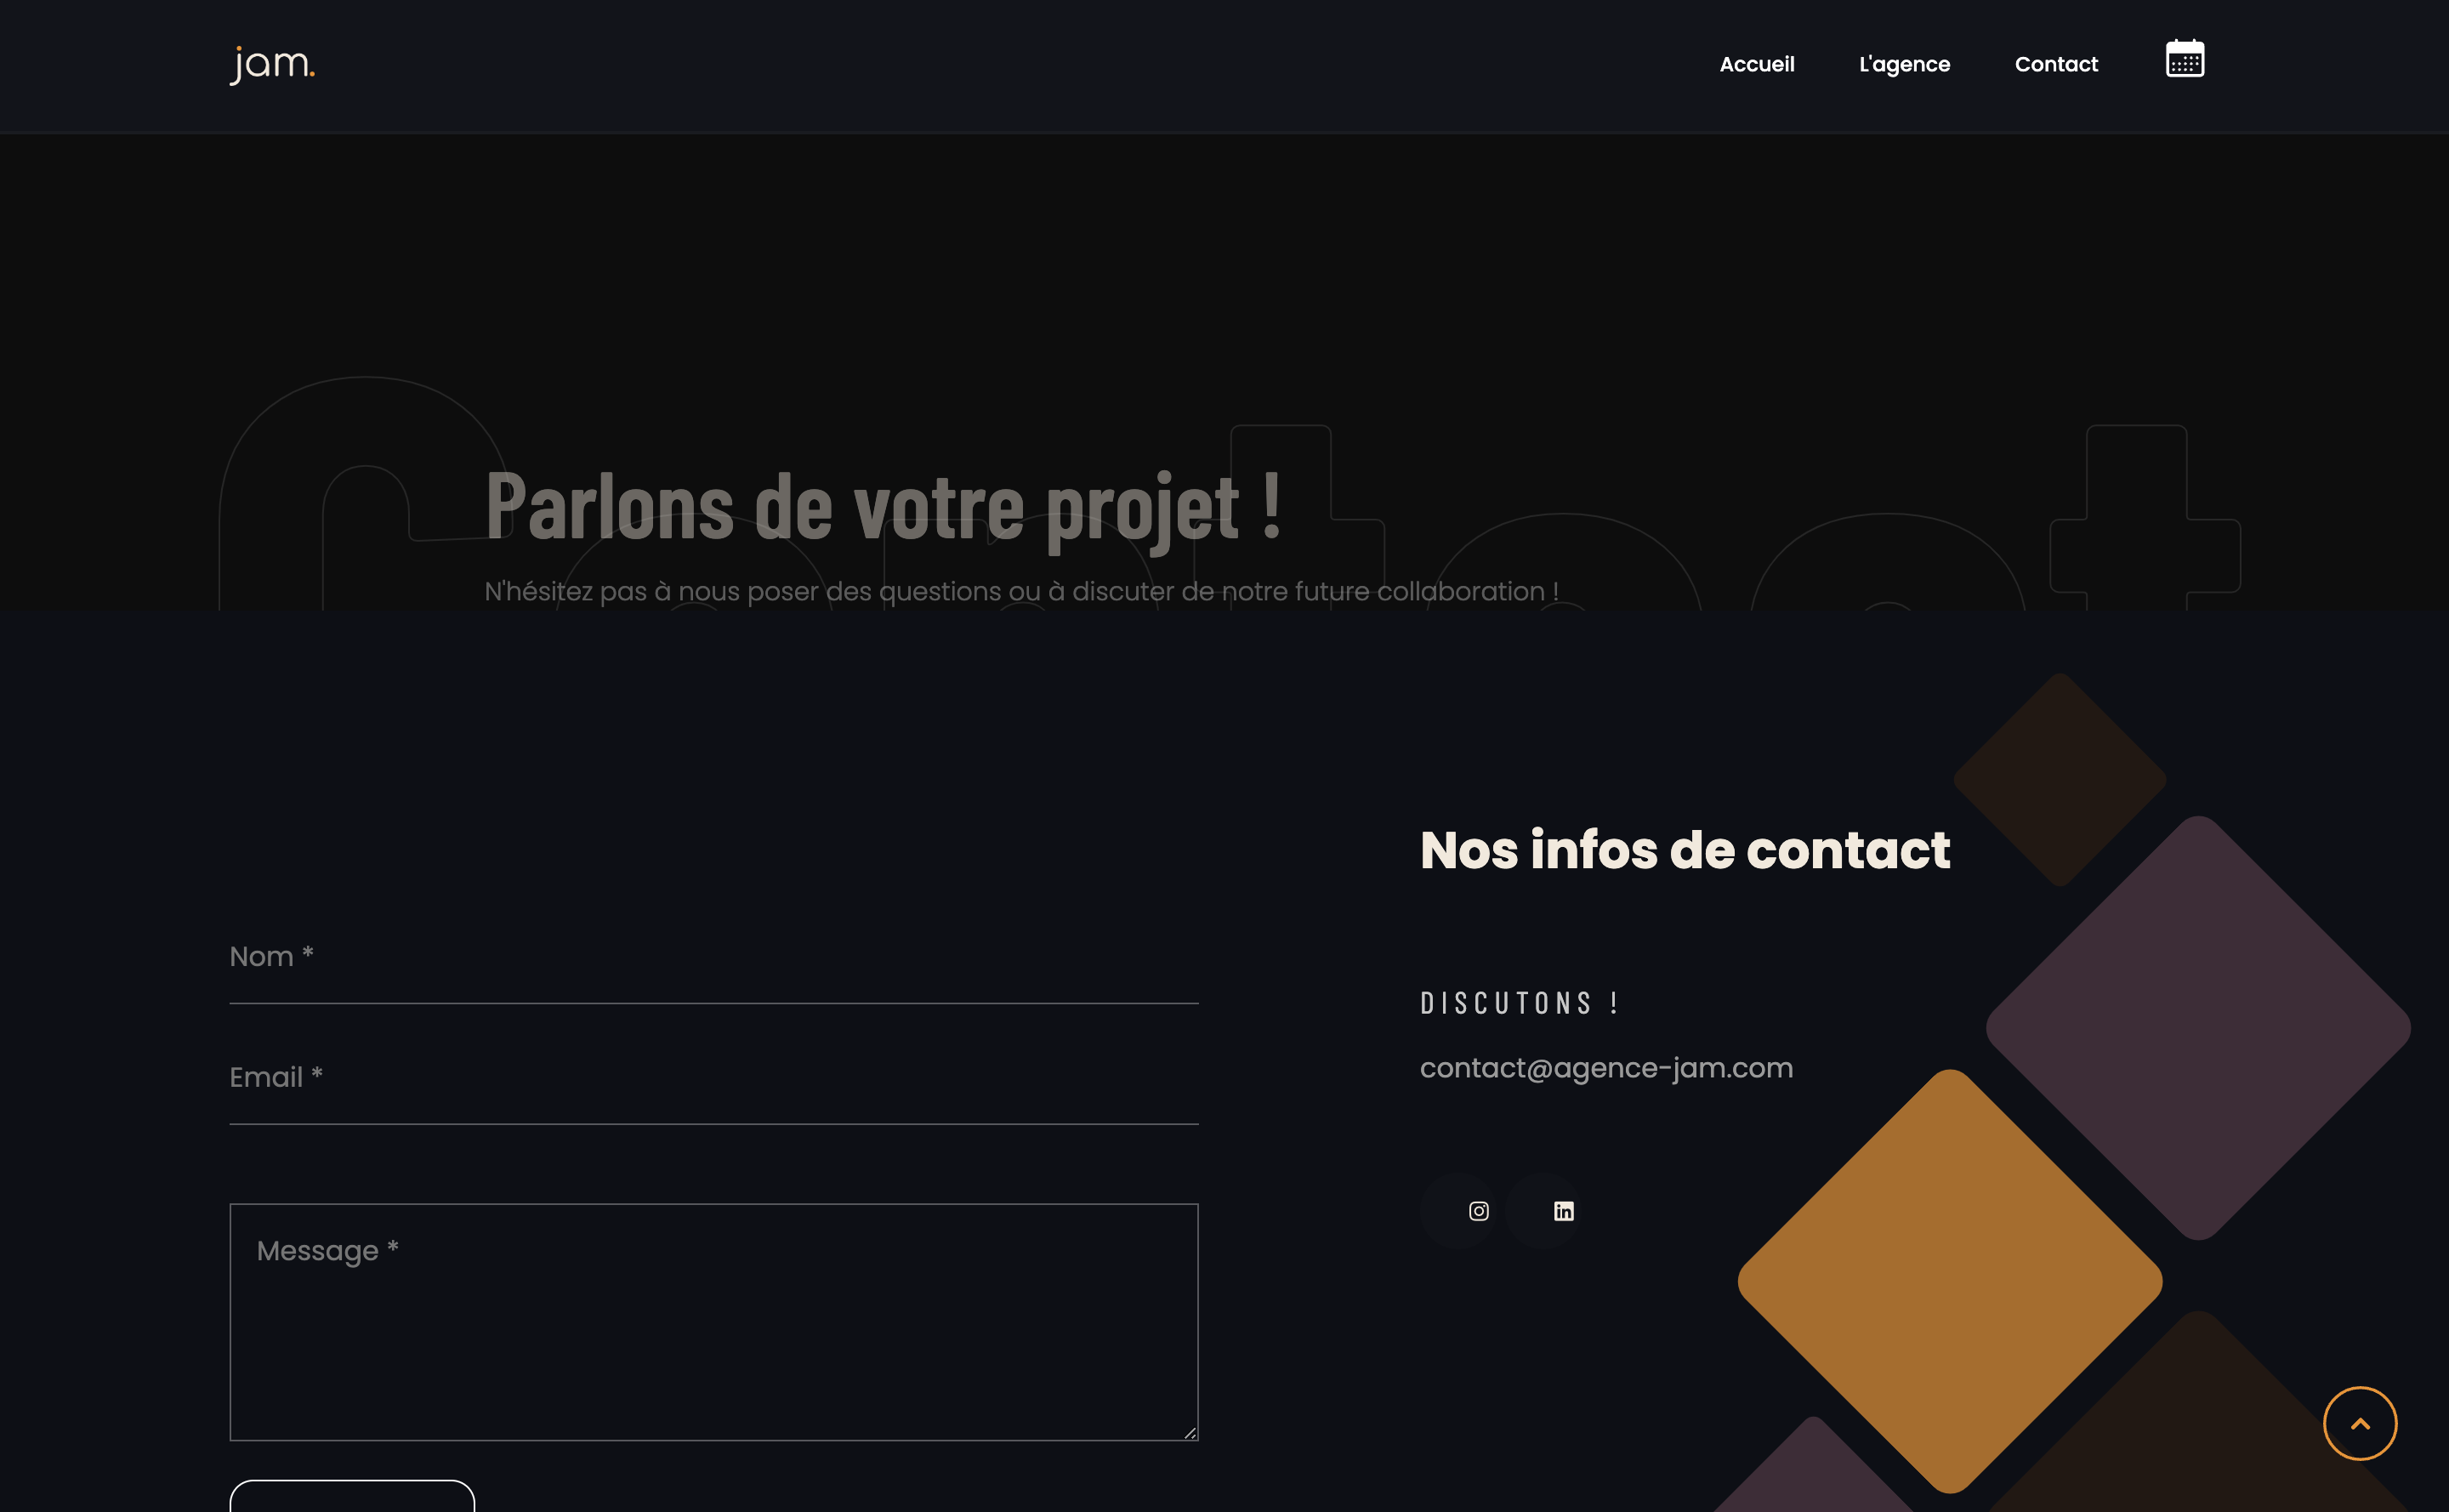 jam.
Accueil
L'agence
Contact
Contact
Parlons de votre projet !
N'hésitez pas à nous poser des questions ou à discuter de notre future collaboration !
Nos infos de contact
Nom *
Email *
Message *
DISCUTONS !
contact@agence-jam.com